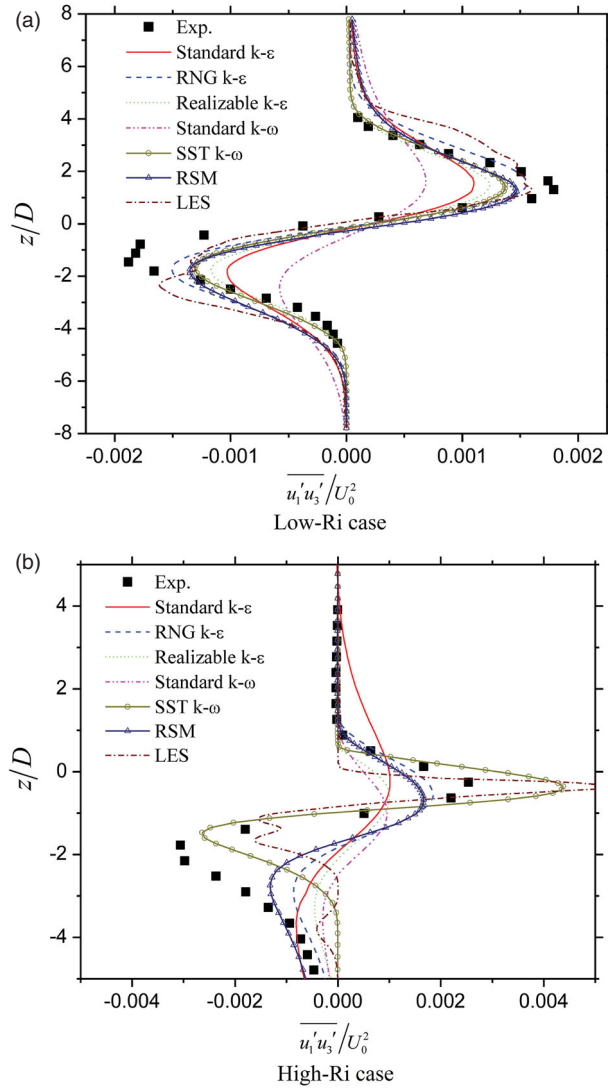 (a)
8
6
4
2
0
-2
-4
-6
-8
z/D
Exp.
Standard k-ε
RNG k-ε
Realizable k-ε
Standard k-ω
SST k-ω
RSM
LES
-0.002 -0.001 0.000 0.001 0.002
u₁'u₃'/U₀²
Low-Ri case
(b)
4
2
0
-2
-4
z/D
Exp.
Standard k-ε
RNG k-ε
Realizable k-ε
Standard k-ω
SST k-ω
RSM
LES
-0.004 -0.002 0.000 0.002 0.004
u₁'u₃'/U₀²
High-Ri case